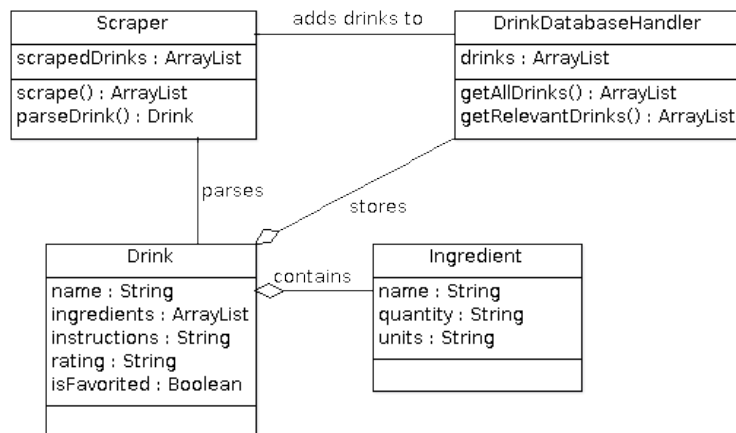 Scraper
scrapedDrinks : ArrayList
scrape() : ArrayList
parseDrink() : Drink
adds drinks to
DrinkDatabaseHandler
drinks : ArrayList
getAllDrinks() : ArrayList
getRelevantDrinks() : ArrayList
parses
stores
Drink
name : String
ingredients : ArrayList
instructions : String
rating : String
isFavorited : Boolean
contains
Ingredient
name : String
quantity : String
units : String